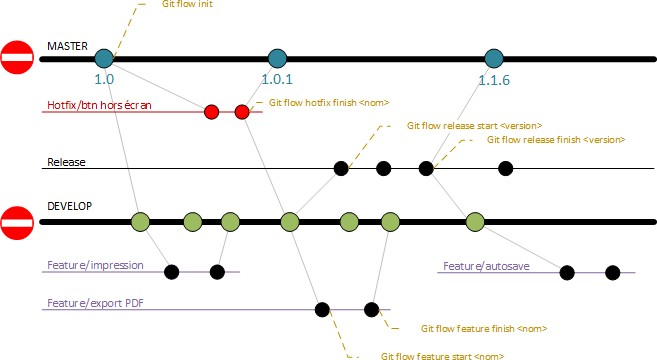 Git flow init
MASTER
1.0
1.0.1
1.1.6
Hotfix/btn hors écran
Git flow hotfix finish <nom>
Git flow release start <version>
Git flow release finish <version>
Release
DEVELOP
Feature/impression
Feature/autosave
Feature/export PDF
Git flow feature finish <nom>
Git flow feature start <nom>